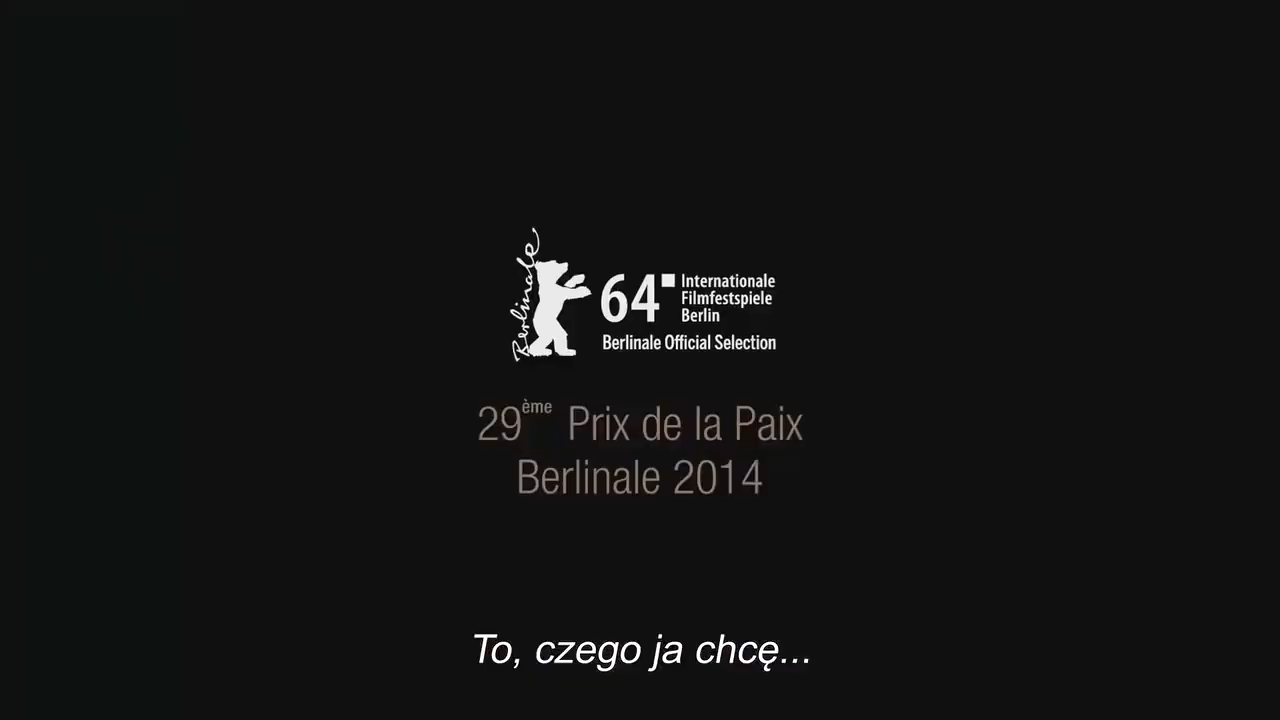 Berlinale
64
Internationale
Filmfestspiele
Berlin
Berlinale Official Selection
29ème Prix de la Paix
Berlinale 2014
To, czego ja chcę...